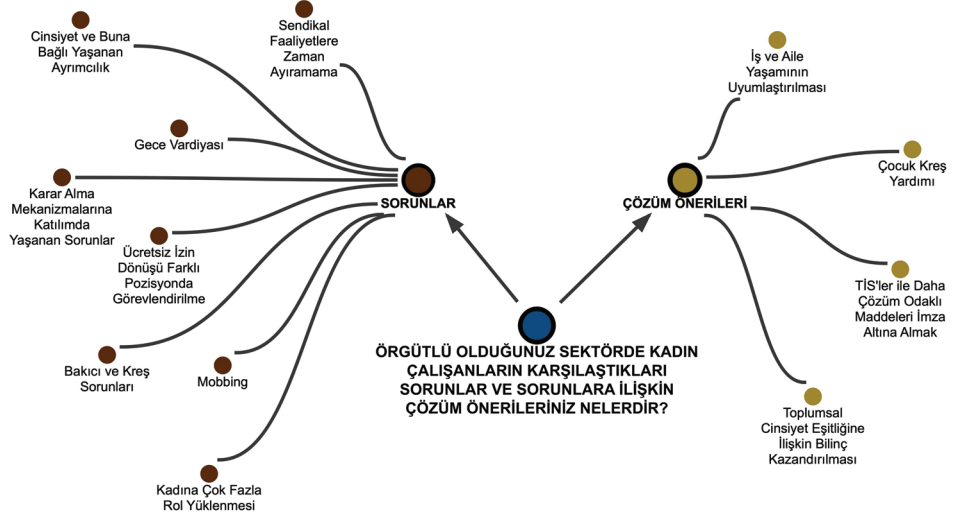 Cinsiyet ve Buna
Bağlı Yaşanan
Ayrımcılık
Sendikal
Faaliyetlere
Zaman
Ayıramama
Gece Vardiyası
Karar Alma
Mekanizmalarına
Katılımda
Yaşanan Sorunlar
Ücretsiz İzin
Dönüşü Farklı
Pozisyonda
Görevlendirilme
Bakıcı ve Kreş
Sorunları
Mobbing
Kadına Çok Fazla
Rol Yüklenmesi
SORUNLAR
ÇÖZÜM ÖNERİLERİ
İş ve Aile
Yaşamının
Uyumlaştırılması
Çocuk Kreş
Yardımı
TİS'ler ile Daha
Çözüm Odaklı
Maddeleri İmza
Altına Almak
Toplumsal
Cinsiyet Eşitliğine
İlişkin Bilinç
Kazandırılması
ÖRGÜTLÜ OLDUĞUNUZ SEKTÖRDE KADIN
ÇALIŞANLARIN KARŞILAŞTIKLARI
SORUNLAR VE SORUNLARA İLİŞKİN
ÇÖZÜM ÖNERİLERİNİZ NELERDİR?